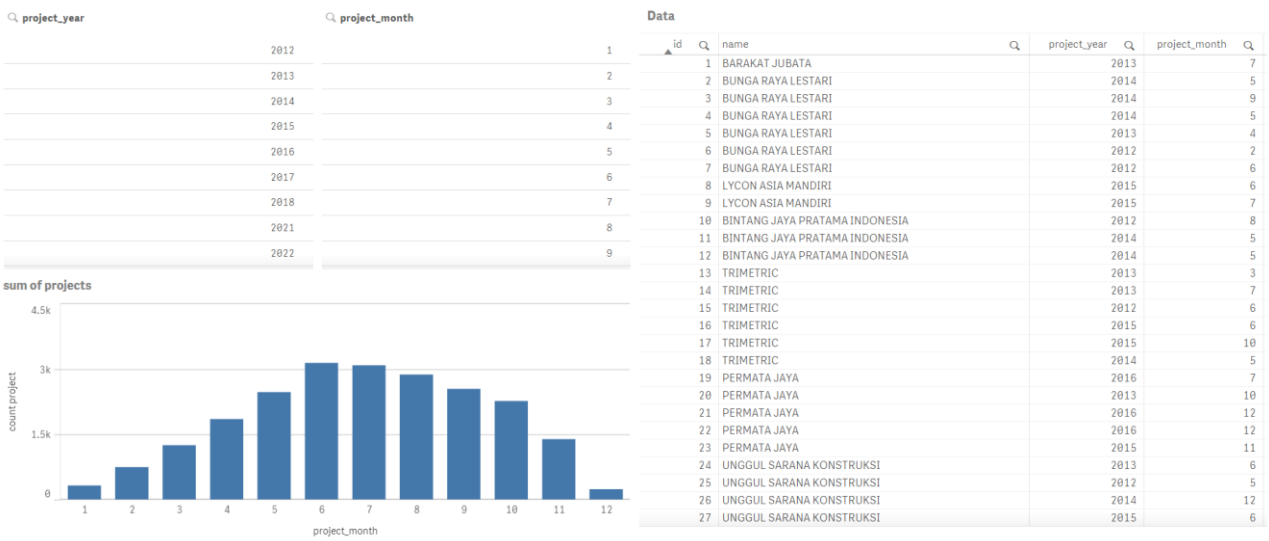 project_year
2012
2013
2014
2015
2016
2017
2018
2021
2022
project_month
1
2
3
4
5
6
7
8
9
sum of projects
4.5k
3k
1.5k
0
count project
1 2 3 4 5 6 7 8 9 10 11 12
project_month
Data
id name project_year project_month
1 BARAKAT JUBATA 2013 7
2 BUNGA RAYA LESTARI 2014 5
3 BUNGA RAYA LESTARI 2014 9
4 BUNGA RAYA LESTARI 2014 5
5 BUNGA RAYA LESTARI 2013 4
6 BUNGA RAYA LESTARI 2012 2
7 BUNGA RAYA LESTARI 2012 6
8 LYCON ASIA MANDIRI 2015 6
9 LYCON ASIA MANDIRI 2015 7
10 BINTANG JAYA PRATAMA INDONESIA 2012 8
11 BINTANG JAYA PRATAMA INDONESIA 2014 5
12 BINTANG JAYA PRATAMA INDONESIA 2014 5
13 TRIMETRIC 2013 3
14 TRIMETRIC 2013 7
15 TRIMETRIC 2012 6
16 TRIMETRIC 2015 6
17 TRIMETRIC 2015 10
18 TRIMETRIC 2014 5
19 PERMATA JAYA 2016 7
20 PERMATA JAYA 2013 10
21 PERMATA JAYA 2016 12
22 PERMATA JAYA 2016 12
23 PERMATA JAYA 2015 11
24 UNGGUL SARANA KONSTRUKSI 2013 6
25 UNGGUL SARANA KONSTRUKSI 2012 5
26 UNGGUL SARANA KONSTRUKSI 2014 12
27 UNGGUL SARANA KONSTRUKSI 2015 6